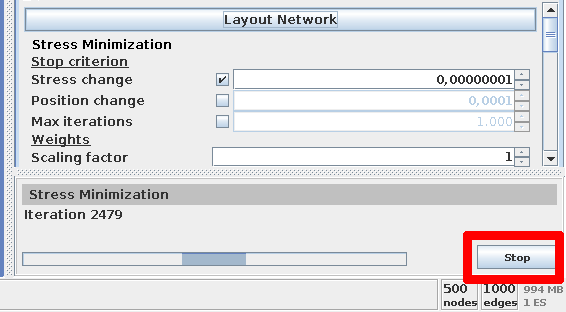 Layout Network
Stress Minimization
Stop criterion
Stress change 0,00000001
Position change 0,0001
Max iterations 1.000
Weights
Scaling factor 1
Stress Minimization
Iteration 2479
Stop
500 1000 994 MB
nodes edges 1 ES